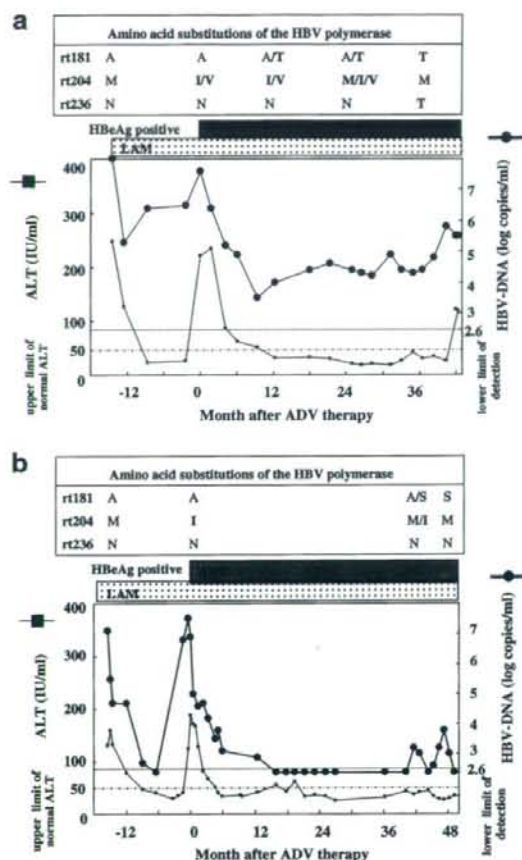 a
Amino acid substitutions of the HBV polymerase
rt181 A A A/T A/T T
rt204 M I/V I/V M/I/V M
rt236 N N N N T
HBeAg positive
LAM
ALT (IU/ml)
400
300
200
100
50
0
upper limit of normal ALT
7
6
5
4
3
2.6
HBV-DNA (log copies/ml)
lower limit of detection
-12 0 12 24 36 44
Month after ADV therapy
b
Amino acid substitutions of the HBV polymerase
rt181 A A A/S S
rt204 M I M/I M
rt236 N N N N
HBeAg positive
LAM
ALT (IU/ml)
400
300
200
100
50
0
upper limit of normal ALT
7
6
5
4
3
2.6
HBV-DNA (log copies/ml)
lower limit of detection
-12 0 12 24 36 48
Month after ADV therapy